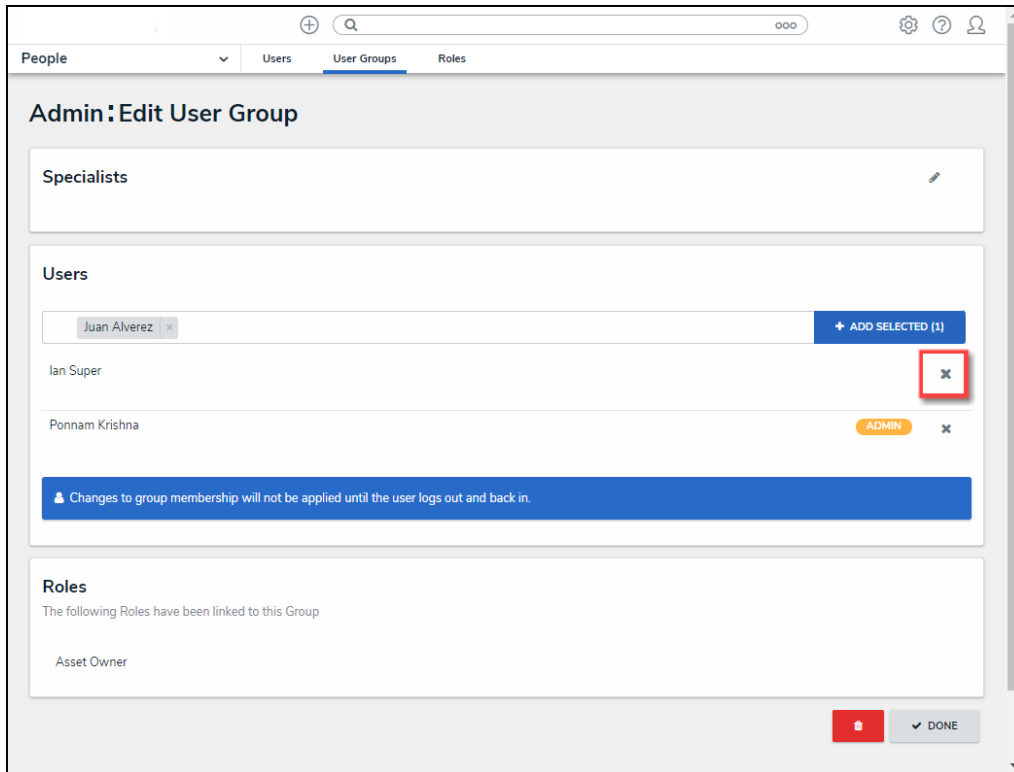 People
Users
User Groups
Roles
Admin:Edit User Group
Specialists
Users
Juan Alverez ×
+ ADD SELECTED (1)
Ian Super
Ponnam Krishna
ADMIN
Changes to group membership will not be applied until the user logs out and back in.
Roles
The following Roles have been linked to this Group
Asset Owner
DONE